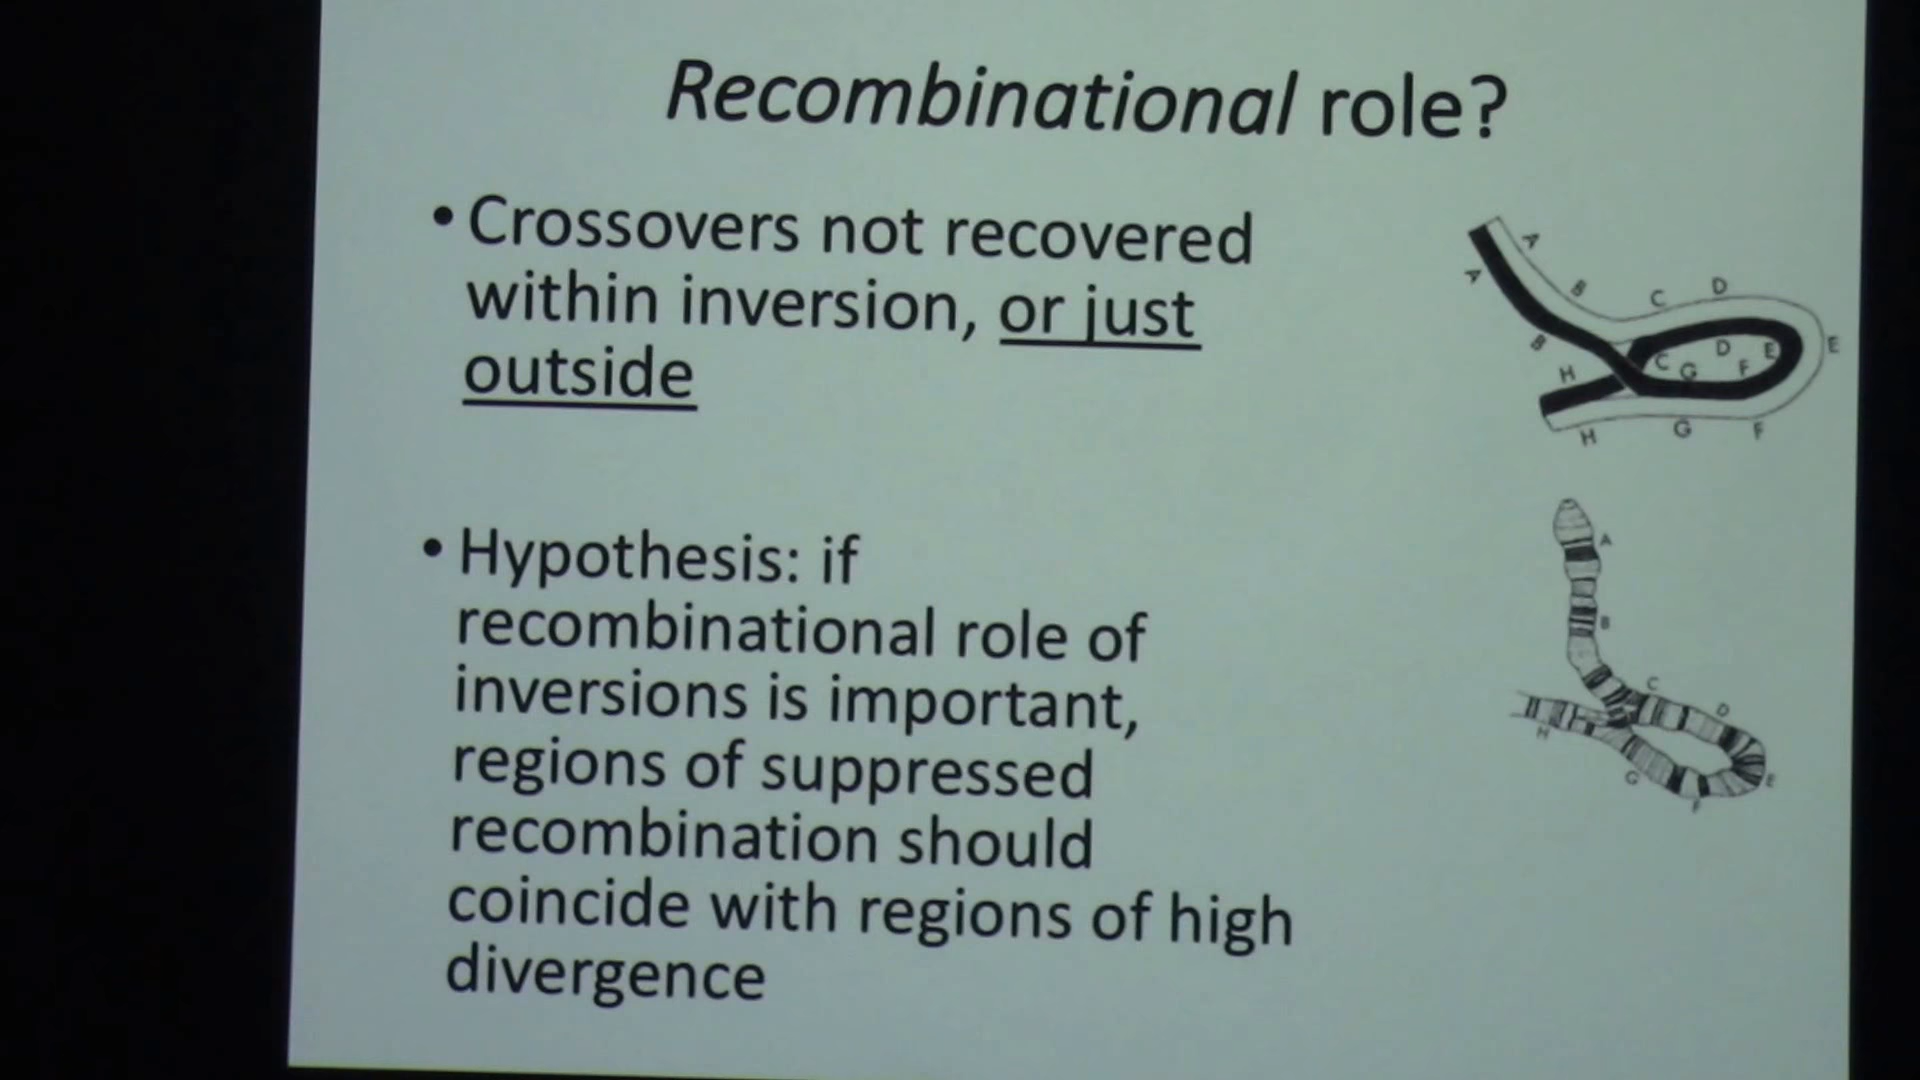 Recombinational role?
• Crossovers not recovered
within inversion, or just
outside
• Hypothesis: if
recombinational role of
inversions is important,
regions of suppressed
recombination should
coincide with regions of high
divergence
A
A
B
B
C
D
E
C
D
E
F
G
H
H
G
F
A
B
C
D
E
F
G
H